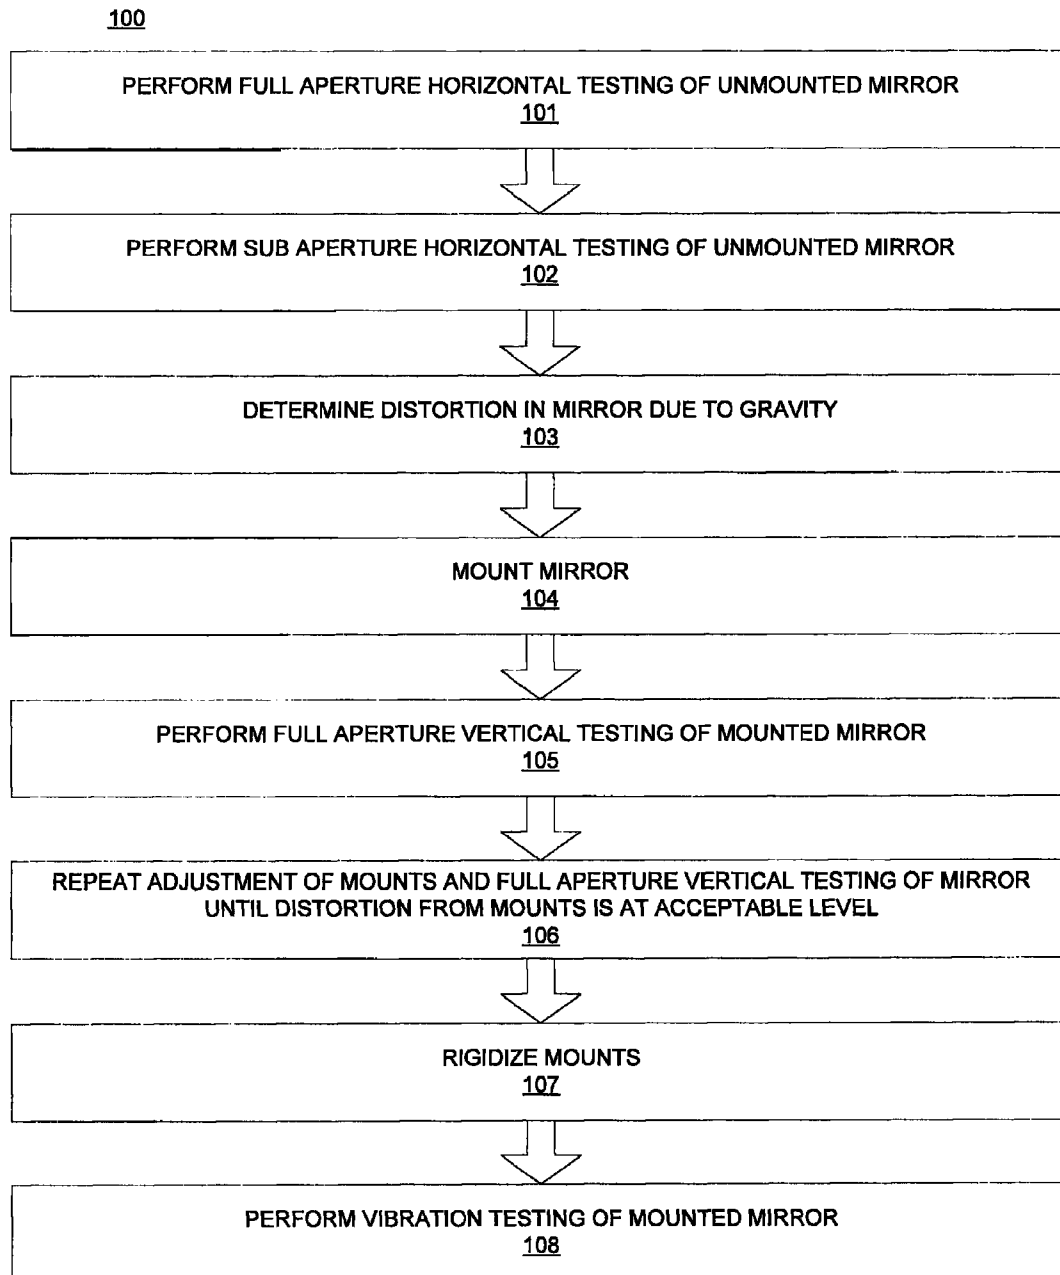 100
PERFORM FULL APERTURE HORIZONTAL TESTING OF UNMOUNTED MIRROR
101
PERFORM SUB APERTURE HORIZONTAL TESTING OF UNMOUNTED MIRROR
102
DETERMINE DISTORTION IN MIRROR DUE TO GRAVITY
103
MOUNT MIRROR
104
PERFORM FULL APERTURE VERTICAL TESTING OF MOUNTED MIRROR
105
REPEAT ADJUSTMENT OF MOUNTS AND FULL APERTURE VERTICAL TESTING OF MIRROR
UNTIL DISTORTION FROM MOUNTS IS AT ACCEPTABLE LEVEL
106
RIGIDIZE MOUNTS
107
PERFORM VIBRATION TESTING OF MOUNTED MIRROR
108